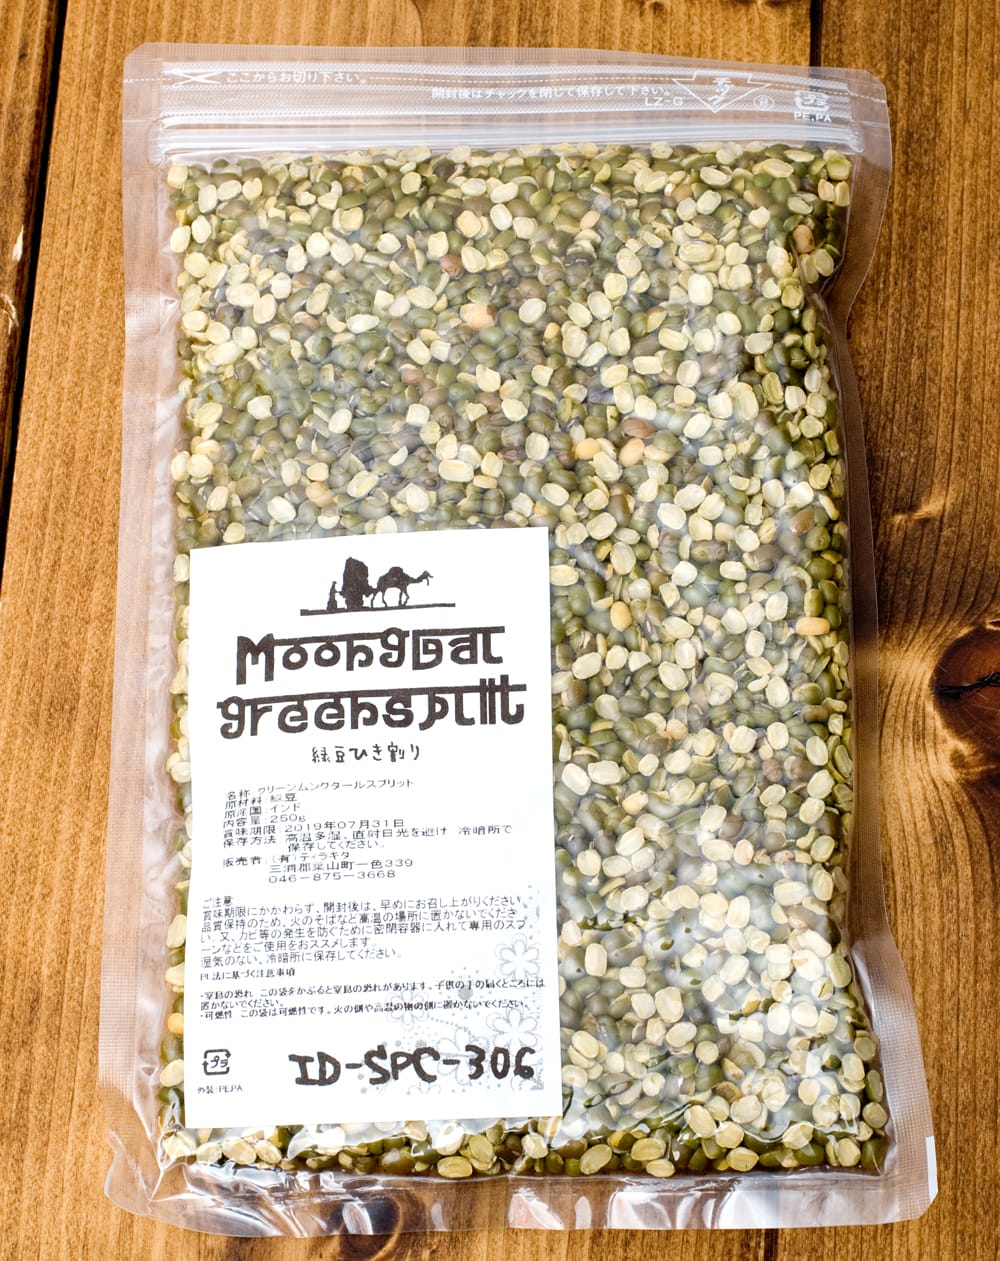 ここからお切り下さい。
開封後はチャックを閉じて保存して下さい。
LZ-G
チック
プラ
PE,PA
Moongdal
greensplit
緑豆ひき割り
名称 グリーンムングダールスプリット
原材料 緑豆
原産国 インド
内容量 250g
賞味期限 2019年07月31日
保存方法 高温多湿、直射日光を避け 冷暗所で
保存してください。
販売者 (有)ティラキタ
三浦郡葉山町一色339
046-875-3668
ご注意
賞味期限にかかわらず、開封後は、早めにお召し上がりください。
品質保持のため、火のそばなど高温の場所に置かないでくださ
い。又、カビ等の発生を防ぐために密閉容器に入れて専用のスプ
ーンなどをご使用をおススメします。
湿気のない、冷暗所に保存してください。
PL法に基づく注意事項
・窒息の恐れ この袋をかぶると窒息の恐れがあります。子供の手の届くところには
置かないでください。
・可燃性 この袋は可燃性です。火の側や高温の物の側に置かないでください。
プラ
外装:PE,PA
ID-SPC-306